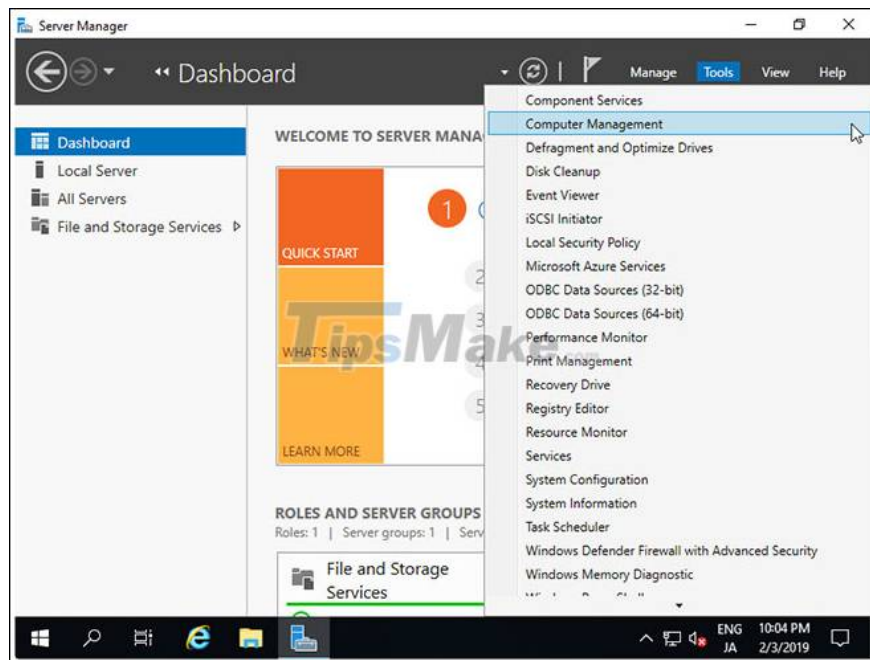 Server Manager
Dashboard
Manage Tools View Help
Dashboard
Local Server
All Servers
File and Storage Services
WELCOME TO SERVER MANA
QUICK START
1
2
3
WHAT'S NEW
4
5
LEARN MORE
ROLES AND SERVER GROUPS
Roles: 1 | Server groups: 1 | Serv
File and Storage
Services
Component Services
Computer Management
Defragment and Optimize Drives
Disk Cleanup
Event Viewer
iSCSI Initiator
Local Security Policy
Microsoft Azure Services
ODBC Data Sources (32-bit)
ODBC Data Sources (64-bit)
Performance Monitor
Print Management
Recovery Drive
Registry Editor
Resource Monitor
Services
System Configuration
System Information
Task Scheduler
Windows Defender Firewall with Advanced Security
Windows Memory Diagnostic
TipsMake.com
ENG 10:04 PM
JA 2/3/2019